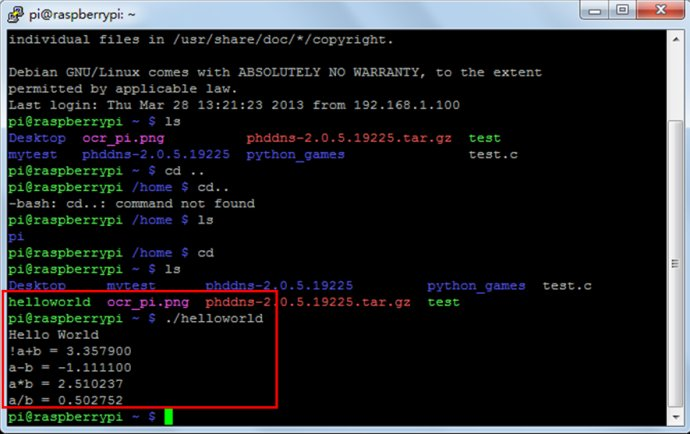 pi@raspberrypi: ~
individual files in /usr/share/doc/*/copyright.
Debian GNU/Linux comes with ABSOLUTELY NO WARRANTY, to the extent
permitted by applicable law.
Last login: Thu Mar 28 13:21:23 2013 from 192.168.1.100
pi@raspberrypi ~ $ ls
Desktop ocr_pi.png phddns-2.0.5.19225.tar.gz test
mytest phddns-2.0.5.19225 python_games test.c
pi@raspberrypi ~ $ cd ..
pi@raspberrypi /home $ cd..
-bash: cd..: command not found
pi@raspberrypi /home $ ls
pi
pi@raspberrypi /home $ cd
pi@raspberrypi ~ $ ls
Desktop mytest phddns-2.0.5.19225 python_games test.c
helloworld ocr_pi.png phddns-2.0.5.19225.tar.gz test
pi@raspberrypi ~ $ ./helloworld
Hello World
!a+b = 3.357900
a-b = -1.111100
a*b = 2.510237
a/b = 0.502752
pi@raspberrypi ~ $